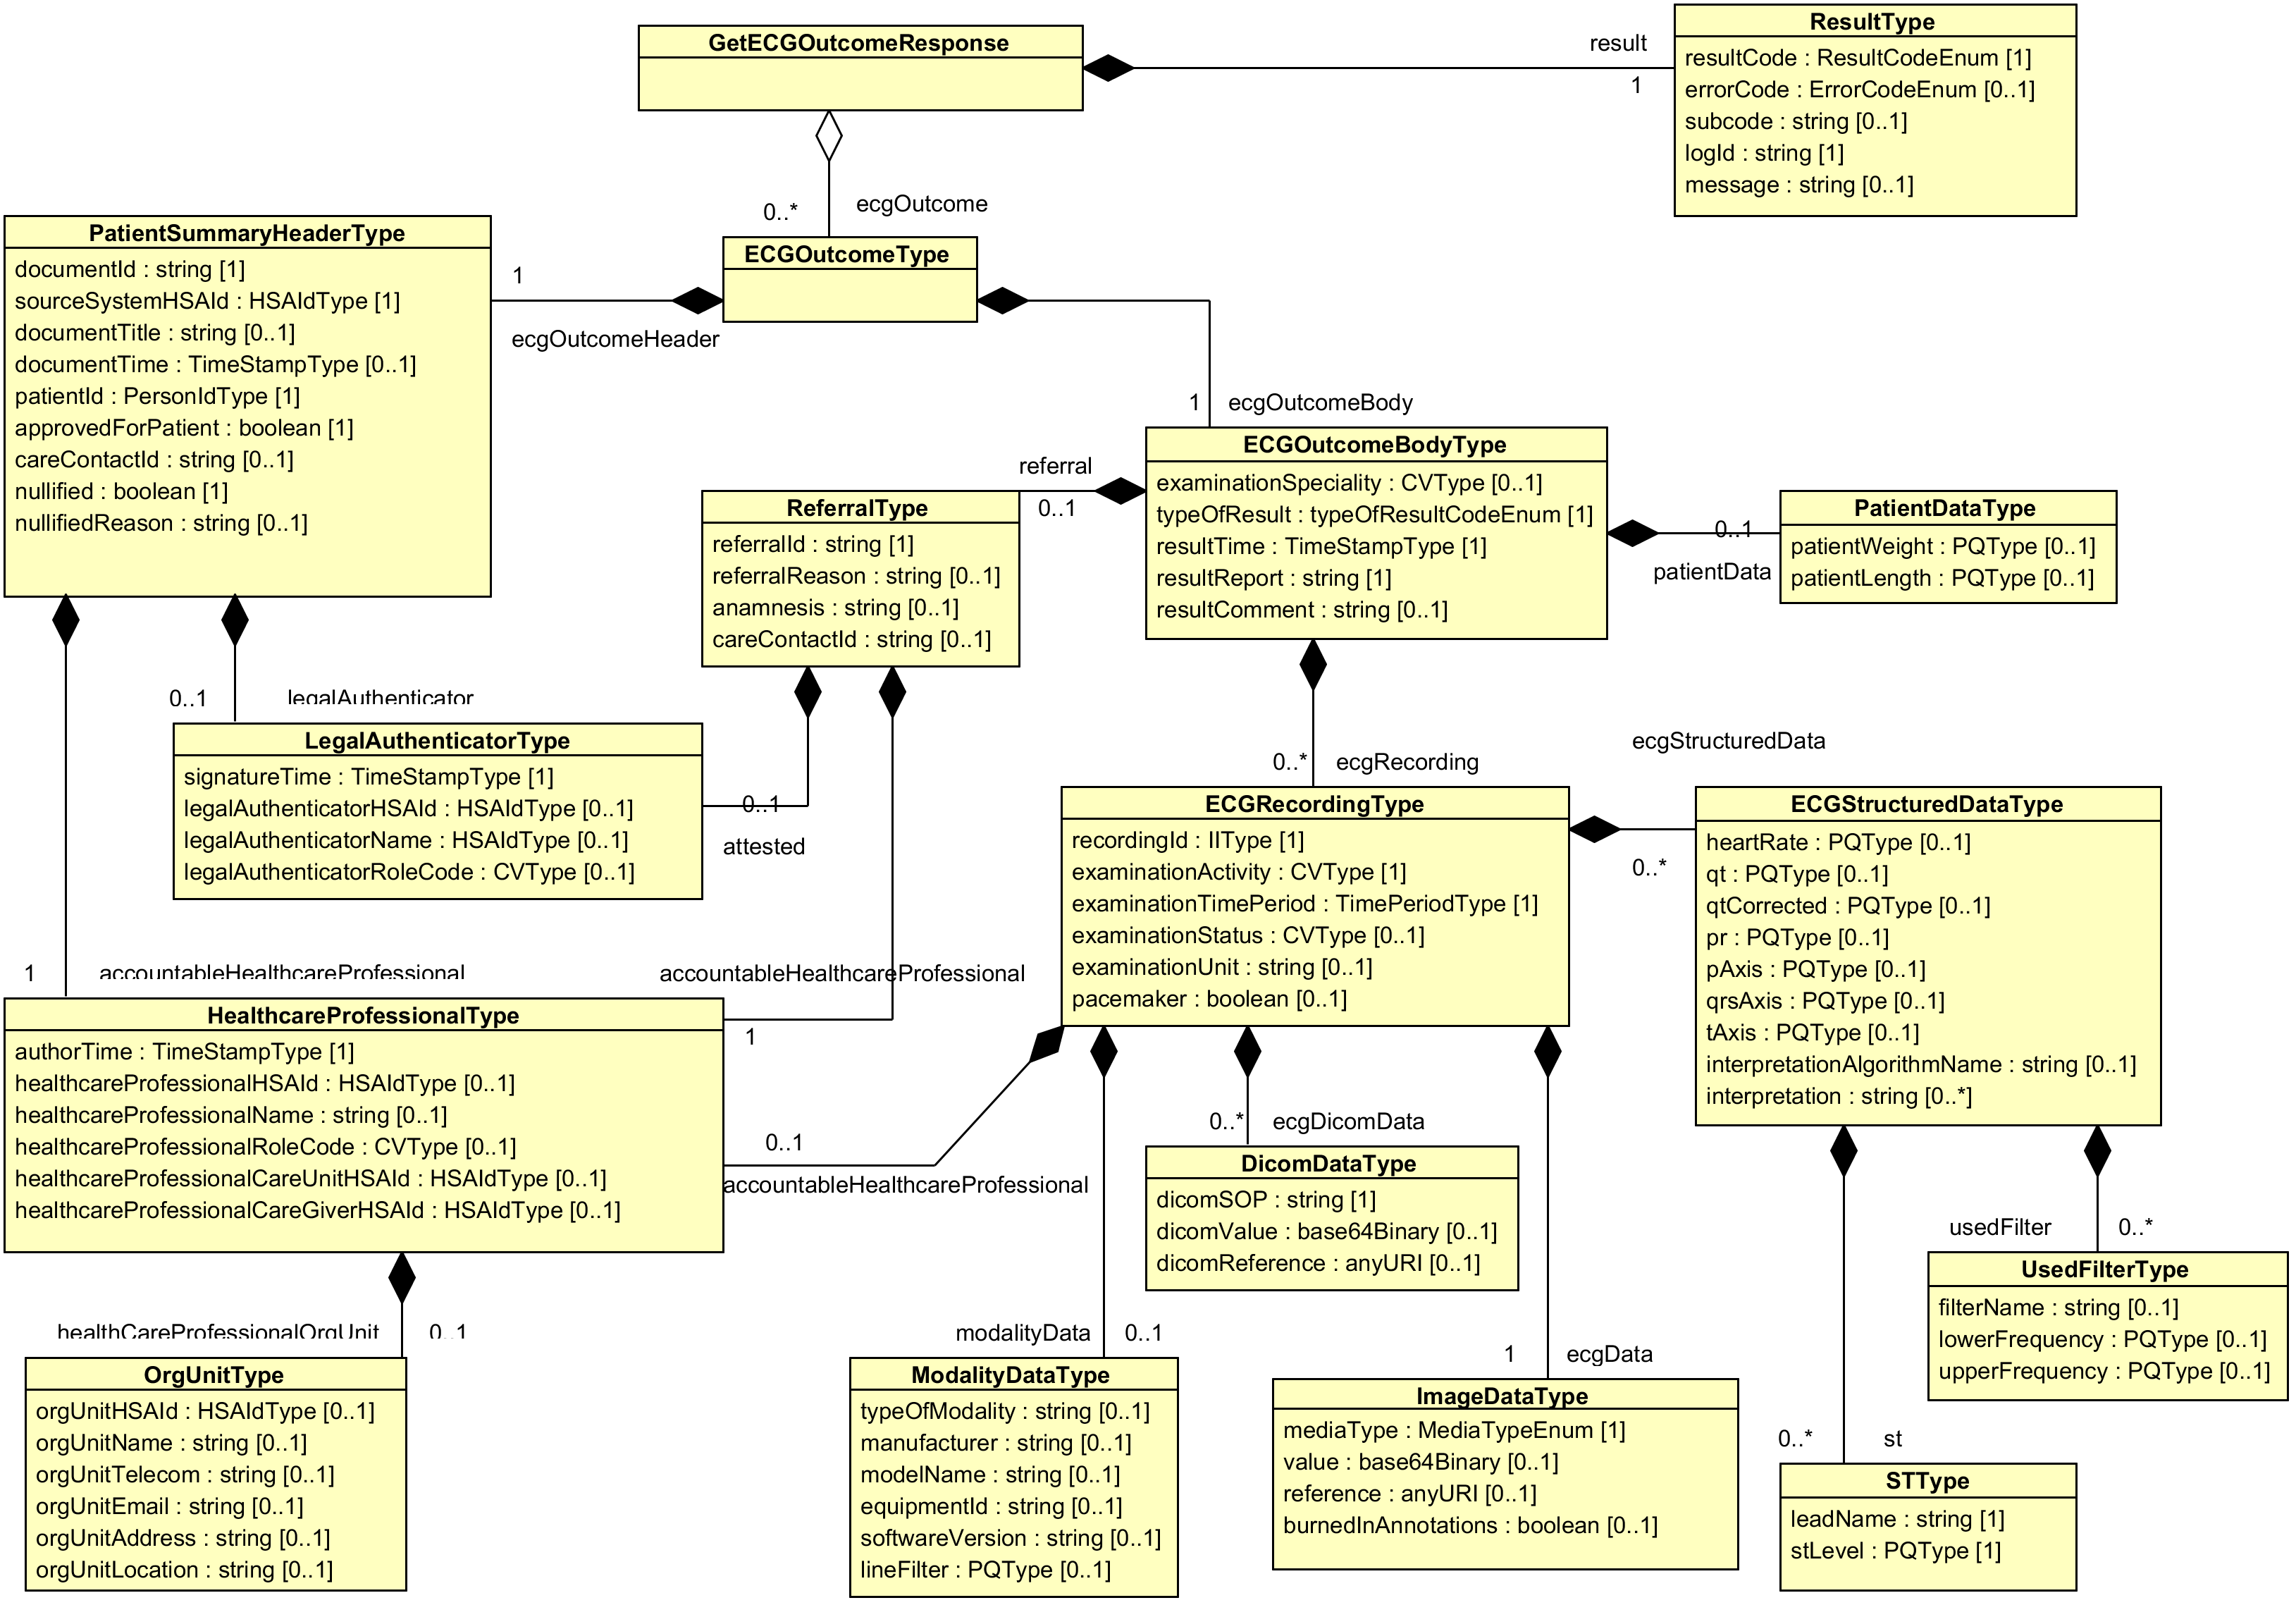 GetECGOutcomeResponse
result
1
ResultType
resultCode : ResultCodeEnum [1]
errorCode : ErrorCodeEnum [0..1]
subcode : string [0..1]
logId : string [1]
message : string [0..1]
0..*
ecgOutcome
ECGOutcomeType
PatientSummaryHeaderType
documentId : string [1]
sourceSystemHSAId : HSAIdType [1]
documentTitle : string [0..1]
documentTime : TimeStampType [0..1]
patientId : PersonIdType [1]
approvedForPatient : boolean [1]
careContactId : string [0..1]
nullified : boolean [1]
nullifiedReason : string [0..1]
1
ecgOutcomeHeader
1
ecgOutcomeBody
ECGOutcomeBodyType
examinationSpeciality : CVType [0..1]
typeOfResult : typeOfResultCodeEnum [1]
resultTime : TimeStampType [1]
resultReport : string [1]
resultComment : string [0..1]
referral
0..1
ReferralType
referralId : string [1]
referralReason : string [0..1]
anamnesis : string [0..1]
careContactId : string [0..1]
0..1
patientData
PatientDataType
patientWeight : PQType [0..1]
patientLength : PQType [0..1]
0..1
legalAuthenticator
LegalAuthenticatorType
signatureTime : TimeStampType [1]
legalAuthenticatorHSAId : HSAIdType [0..1]
legalAuthenticatorName : HSAIdType [0..1]
legalAuthenticatorRoleCode : CVType [0..1]
0..1
attested
0..*
ecgRecording
ecgStructuredData
0..*
ECGRecordingType
recordingId : IIType [1]
examinationActivity : CVType [1]
examinationTimePeriod : TimePeriodType [1]
examinationStatus : CVType [0..1]
examinationUnit : string [0..1]
pacemaker : boolean [0..1]
ECGStructuredDataType
heartRate : PQType [0..1]
qt : PQType [0..1]
qtCorrected : PQType [0..1]
pr : PQType [0..1]
pAxis : PQType [0..1]
qrsAxis : PQType [0..1]
tAxis : PQType [0..1]
interpretationAlgorithmName : string [0..1]
interpretation : string [0..*]
1
accountableHealthcareProfessional
accountableHealthcareProfessional
1
HealthcareProfessionalType
authorTime : TimeStampType [1]
healthcareProfessionalHSAId : HSAIdType [0..1]
healthcareProfessionalName : string [0..1]
healthcareProfessionalRoleCode : CVType [0..1]
healthcareProfessionalCareUnitHSAId : HSAIdType [0..1]
healthcareProfessionalCareGiverHSAId : HSAIdType [0..1]
0..1
accountableHealthcareProfessional
0..*
ecgDicomData
DicomDataType
dicomSOP : string [1]
dicomValue : base64Binary [0..1]
dicomReference : anyURI [0..1]
usedFilter
0..*
UsedFilterType
filterName : string [0..1]
lowerFrequency : PQType [0..1]
upperFrequency : PQType [0..1]
healthCareProfessionalOrgUnit
0..1
OrgUnitType
orgUnitHSAId : HSAIdType [0..1]
orgUnitName : string [0..1]
orgUnitTelecom : string [0..1]
orgUnitEmail : string [0..1]
orgUnitAddress : string [0..1]
orgUnitLocation : string [0..1]
modalityData
0..1
ModalityDataType
typeOfModality : string [0..1]
manufacturer : string [0..1]
modelName : string [0..1]
equipmentId : string [0..1]
softwareVersion : string [0..1]
lineFilter : PQType [0..1]
1
ecgData
ImageDataType
mediaType : MediaTypeEnum [1]
value : base64Binary [0..1]
reference : anyURI [0..1]
burnedInAnnotations : boolean [0..1]
0..*
st
STType
leadName : string [1]
stLevel : PQType [1]